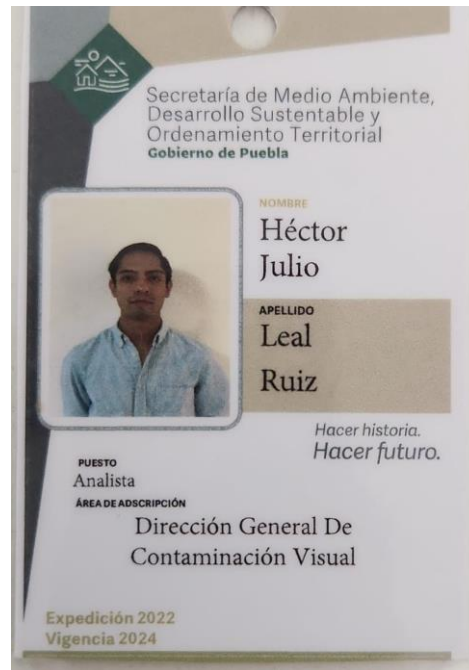 Secretaría de Medio Ambiente,
Desarrollo Sustentable y
Ordenamiento Territorial
Gobierno de Puebla
NOMBRE
Héctor
Julio
APELLIDO
Leal
Ruiz
Hacer historia.
Hacer futuro.
PUESTO
Analista
ÁREA DE ADSCRIPCIÓN
Dirección General De
Contaminación Visual
Expedición 2022
Vigencia 2024